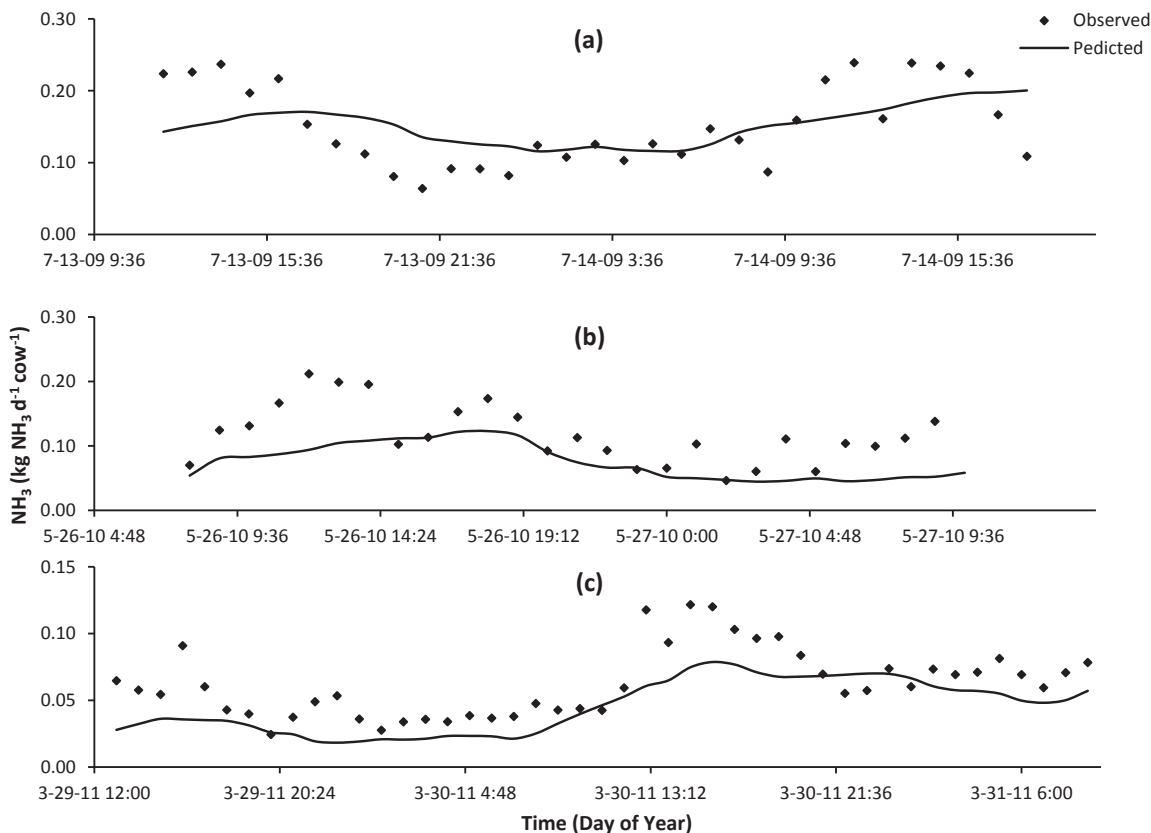 0.30
(a)
Observed
Pedicted
0.20
0.10
0.00
7-13-09 9:36 7-13-09 15:36 7-13-09 21:36 7-14-09 3:36 7-14-09 9:36 7-14-09 15:36
NH₃ (kg NH₃ d⁻¹ cow⁻¹)
0.30
(b)
0.20
0.10
0.00
5-26-10 4:48 5-26-10 9:36 5-26-10 14:24 5-26-10 19:12 5-27-10 0:00 5-27-10 4:48 5-27-10 9:36
0.15
(c)
0.10
0.05
0.00
3-29-11 12:00 3-29-11 20:24 3-30-11 4:48 3-30-11 13:12 3-30-11 21:36 3-31-11 6:00
Time (Day of Year)